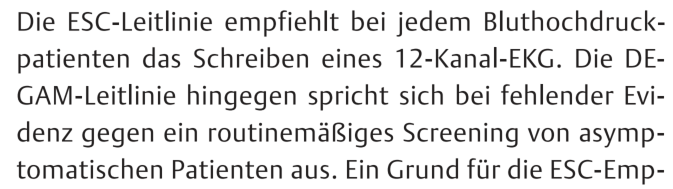 Die ESC-Leitlinie empfiehlt bei jedem Bluthochdruck-
patienten das Schreiben eines 12-Kanal-EKG. Die DE-
GAM-Leitlinie hingegen spricht sich bei fehlender Evi-
denz gegen ein routinemäßiges Screening von asymp-
tomatischen Patienten aus. Ein Grund für die ESC-Emp-